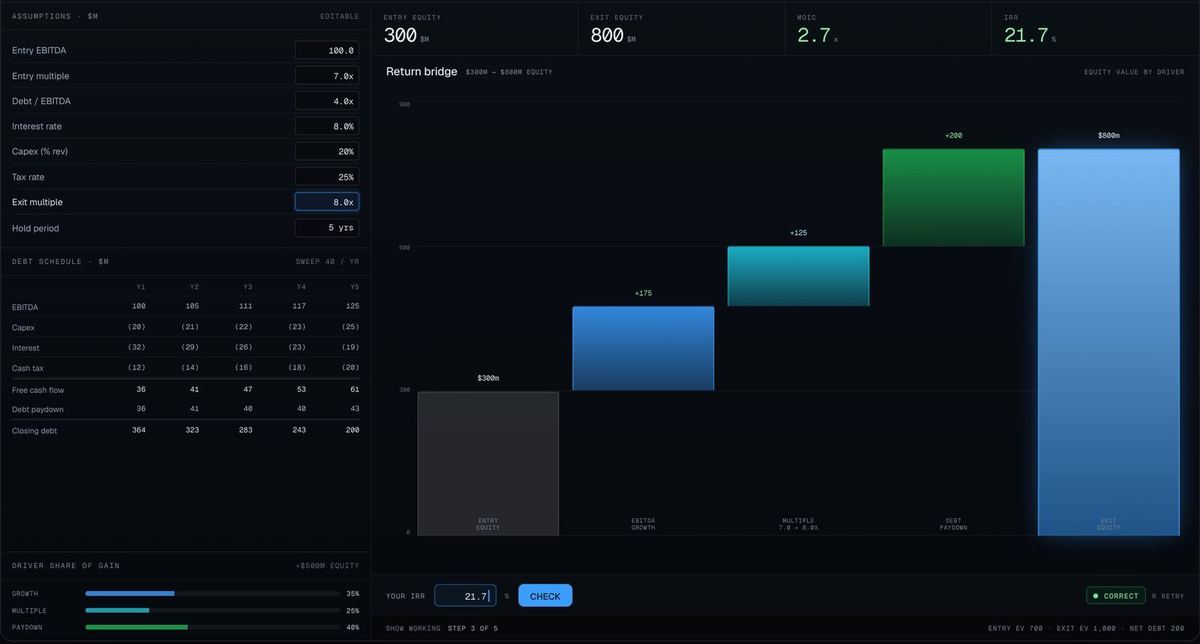 ASSUMPTIONS · $M EDITABLE
Entry EBITDA 100.0
Entry multiple 7.0x
Debt / EBITDA 4.0x
Interest rate 8.0%
Capex (% rev) 20%
Tax rate 25%
Exit multiple 8.0x
Hold period 5 yrs
DEBT SCHEDULE · $M SWEEP 40 / YR
Y1 Y2 Y3 Y4 Y5
EBITDA 100 105 111 117 125
Capex (20) (21) (22) (23) (25)
Interest (32) (29) (26) (23) (19)
Cash tax (12) (14) (16) (18) (20)
Free cash flow 36 41 47 53 61
Debt paydown 36 41 40 40 43
Closing debt 364 323 283 243 200
DRIVER SHARE OF GAIN +$500M EQUITY
GROWTH 35%
MULTIPLE 25%
PAYDOWN 40%
ENTRY EQUITY
300 $M
EXIT EQUITY
800 $M
MOIC
2.7 x
IRR
21.7 %
Return bridge $300M → $800M EQUITY EQUITY VALUE BY DRIVER
900
600
300
0
$300m
+175
+125
+200
$800m
ENTRY
EQUITY
EBITDA
GROWTH
MULTIPLE
7.0 → 8.0X
DEBT
PAYDOWN
EXIT
EQUITY
YOUR IRR 21.7 % CHECK CORRECT R RETRY
SHOW WORKING STEP 3 OF 5 ENTRY EV 700 · EXIT EV 1,000 · NET DEBT 200